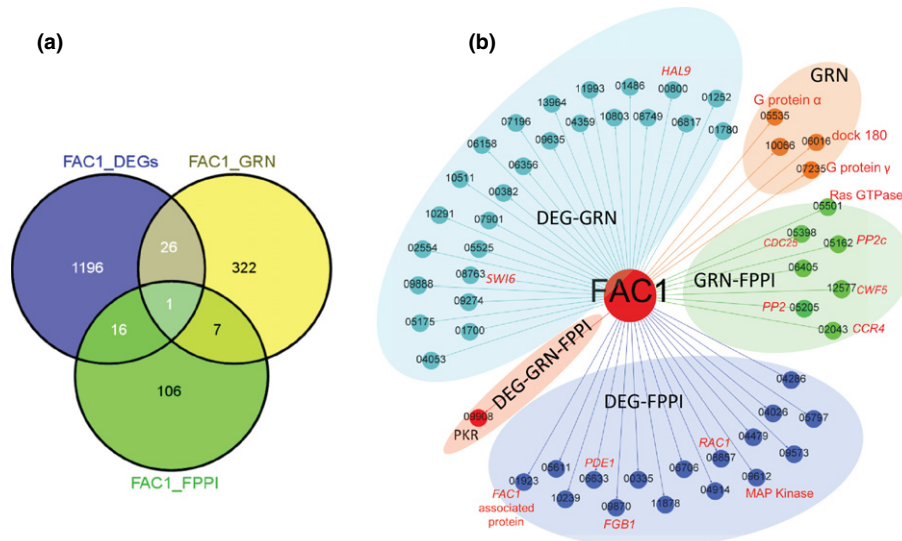 (a)
FAC1_DEGs
FAC1_GRN
1196
26
322
1
16
7
106
FAC1_FPPI
(b)
HAL9
GRN
11993
01486
00800
01252
13964
04359
10803
08749
06817
01780
07196
09635
06158
06356
10511
00382
DEG-GRN
10291
07901
02554
05525
09888
08763
SWI6
09274
05175
01700
04053
G protein α
05535
10066
06016
dock 180
07235
G protein γ
Ras GTPase
05501
05398
CDC25
05162
PP2c
GRN-FPPI
06405
12577
CWF5
PP2
05205
02043
CCR4
FAC1
DEG-GRN-FPPI
09908
PKR
DEG-FPPI
04286
04026
05797
04479
09573
RAC1
08857
09612
MAP Kinase
04914
06706
11878
00335
PDE1
06633
09870
FGB1
05611
10239
01923
FAC1
associated
protein